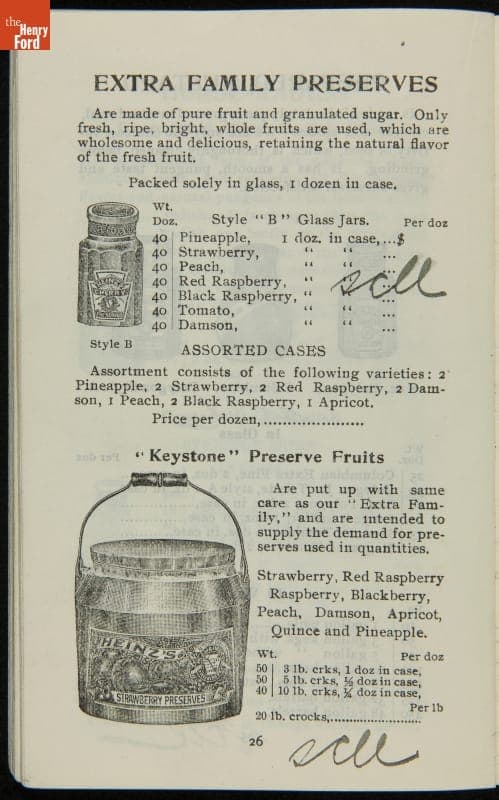 the
Henry
Ford
EXTRA FAMILY PRESERVES
Are made of pure fruit and granulated sugar. Only
fresh, ripe, bright, whole fruits are used, which are
wholesome and delicious, retaining the natural flavor
of the fresh fruit.
Packed solely in glass, 1 dozen in case.
Wt.
Doz. Style "B" Glass Jars. Per doz
40 Pineapple, 1 doz. in case,...$
40 Strawberry, " " ...
40 Peach, " " ...
40 Red Raspberry, " ...
40 Black Raspberry, " " ...
40 Tomato, " " ...
40 Damson, " " ...
sell
HEINZ'S
CHERRY
Style B
ASSORTED CASES
Assortment consists of the following varieties: 2
Pineapple, 2 Strawberry, 2 Red Raspberry, 2 Dam-
son, 1 Peach, 2 Black Raspberry, 1 Apricot.
Price per dozen,......................
"Keystone" Preserve Fruits
Are put up with same
care as our "Extra Fam-
ily," and are intended to
supply the demand for pre-
serves used in quantities.
Strawberry, Red Raspberry
Raspberry, Blackberry,
Peach, Damson, Apricot,
Quince and Pineapple.
HEINZ'S
STRAWBERRY PRESERVES
Wt. Per doz
50 3 lb. crks, 1 doz in case,
50 5 lb. crks, ½ doz in case,
40 10 lb. crks, ¼ doz in case,
Per lb
20 lb. crocks,........................
26
sell